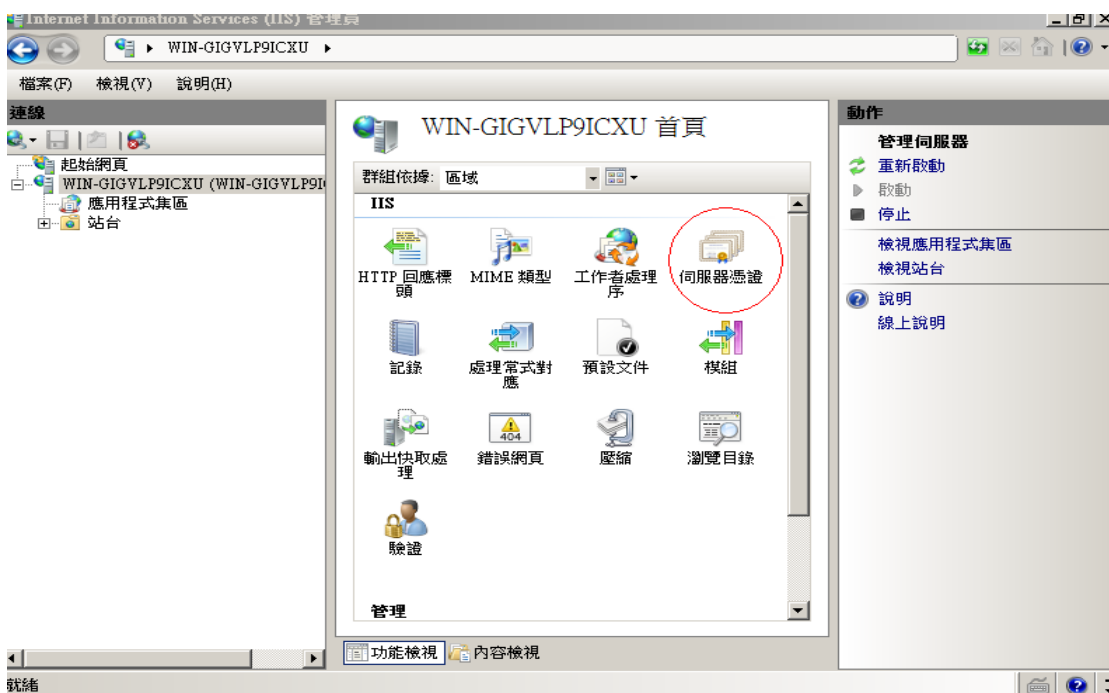 Internet Information Services (IIS) 管理員
WIN-GIGVLP9ICXU
檔案(F) 檢視(V) 說明(H)
連線
起始網頁
WIN-GIGVLP9ICXU (WIN-GIGVLP9I
應用程式集區
站台
WIN-GIGVLP9ICXU 首頁
群組依據: 區域
IIS
HTTP 回應標
頭
MIME 類型
工作者處理
序
伺服器憑證
記錄
處理常式對
應
預設文件
模組
輸出快取處
理
錯誤網頁
404
壓縮
瀏覽目錄
驗證
管理
功能檢視 內容檢視
動作
管理伺服器
重新啟動
啟動
停止
檢視應用程式集區
檢視站台
說明
線上說明
就緒